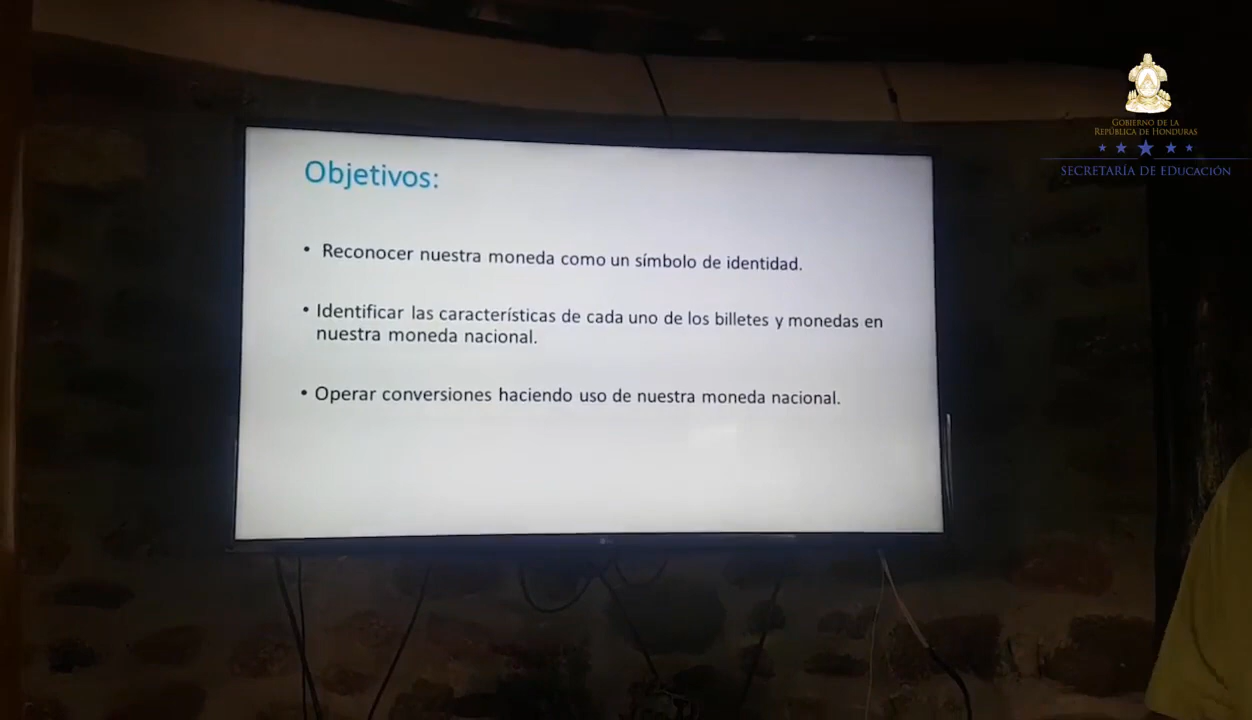 Objetivos:
• Reconocer nuestra moneda como un símbolo de identidad.
• Identificar las características de cada uno de los billetes y monedas en
nuestra moneda nacional.
• Operar conversiones haciendo uso de nuestra moneda nacional.
GOBIERNO DE LA
REPÚBLICA DE HONDURAS
SECRETARÍA DE EDUCACIÓN